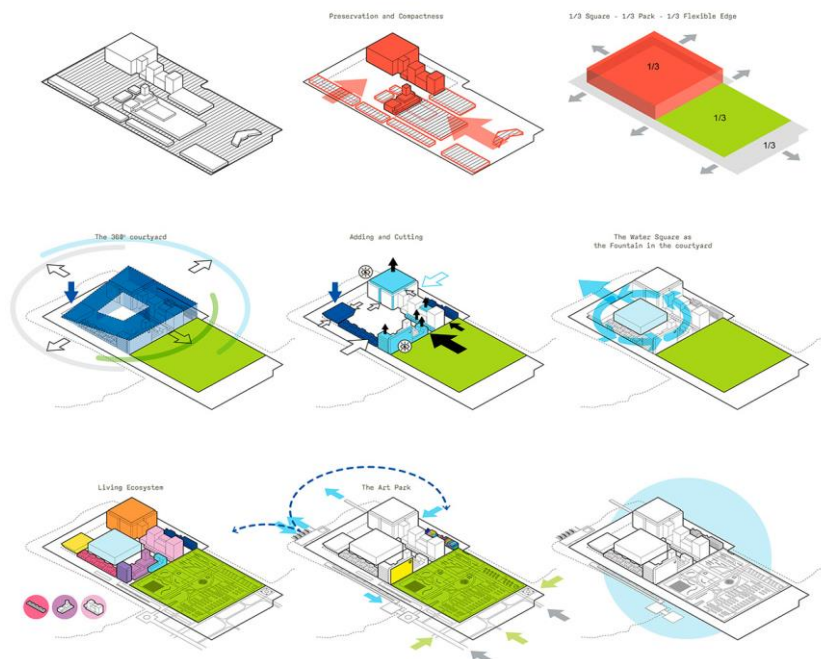 Preservation and Compactness
1/3 Square - 1/3 Park - 1/3 Flexible Edge
1/3
1/3
1/3
The 360º courtyard
Adding and Cutting
The Water Square as
the Fountain in the courtyard
Living Ecosystem
The Art Park